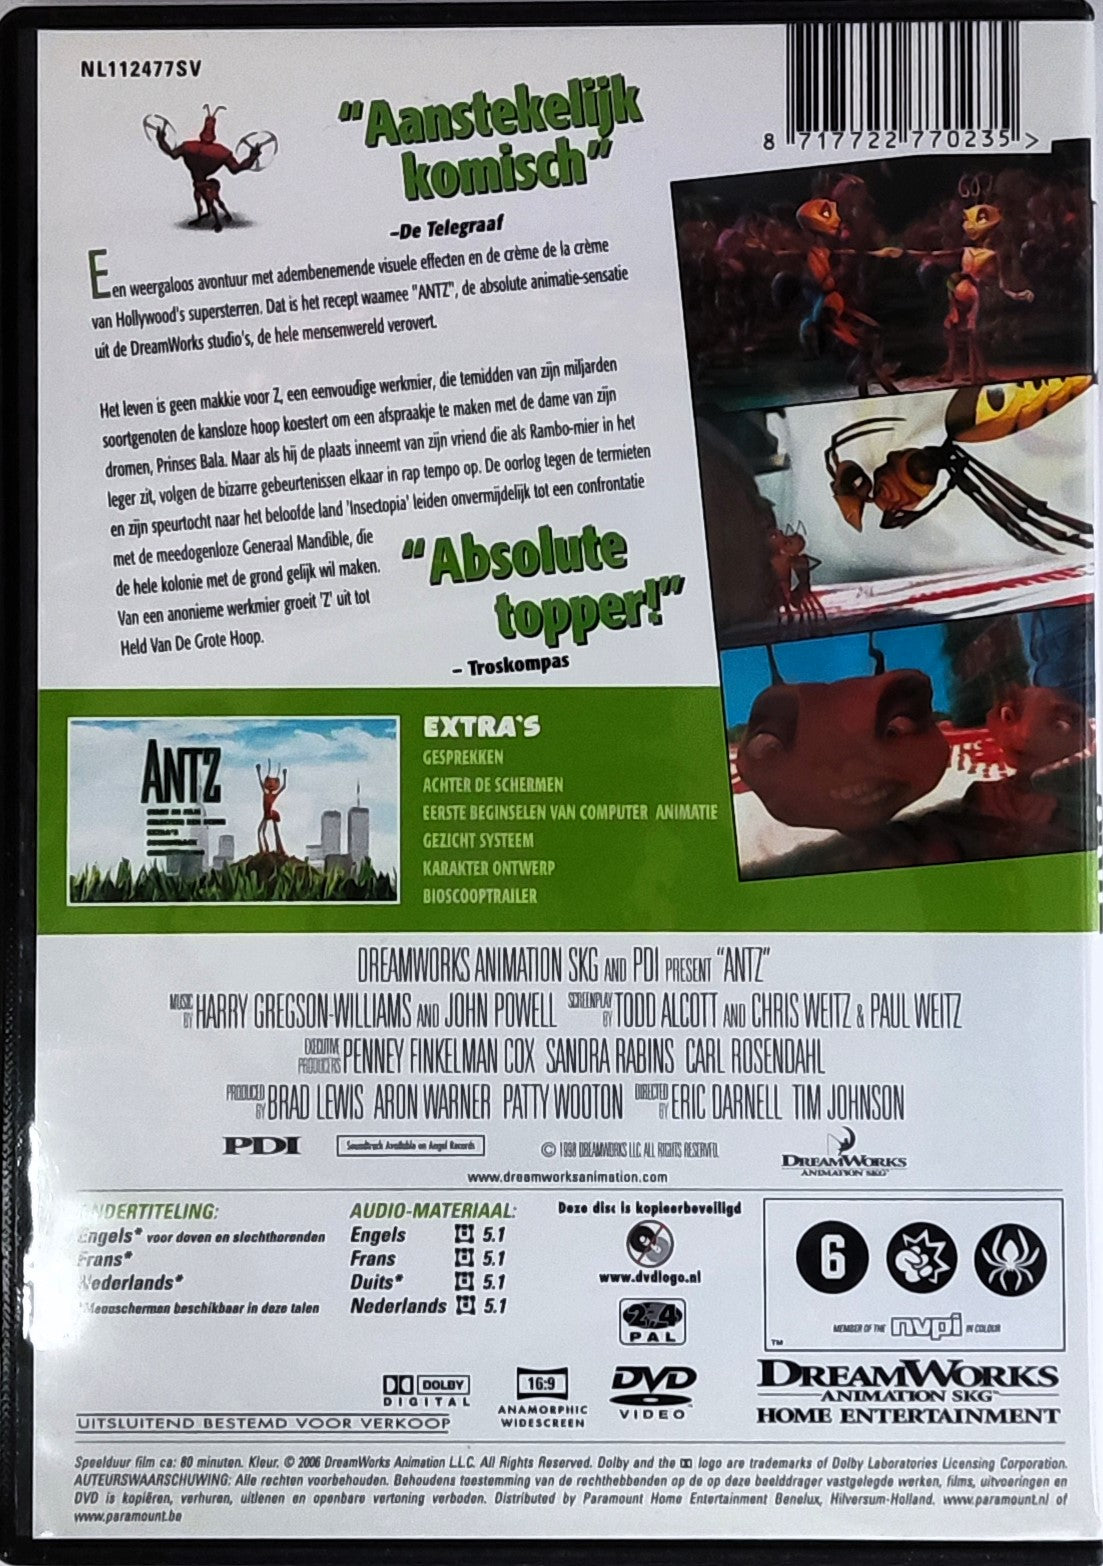 NL112477SV
8 717722 770235 >
"Aanstekelijk
komisch"
–De Telegraaf
Een weergaloos avontuur met adembenemende visuele effecten en de crème de la crème
van Hollywood's supersterren. Dat is het recept waamee "ANTZ", de absolute animatie-sensatie
uit de DreamWorks studio's, de hele mensenwereld verovert.
Het leven is geen makkie voor Z, een eenvoudige werkmier, die temidden van zijn miljarden
soortgenoten de kansloze hoop koestert om een afspraakje te maken met de dame van zijn
dromen, Prinses Bala. Maar als hij de plaats inneemt van zijn vriend die als Rambo-mier in het
leger zit, volgen de bizarre gebeurtenissen elkaar in rap tempo op. De oorlog tegen de termieten
en zijn speurtocht naar het beloofde land 'Insectopia' leiden onvermijdelijk tot een confrontatie
met de meedogenloze Generaal Mandible, die
de hele kolonie met de grond gelijk wil maken.
Van een anonieme werkmier groeit 'Z' uit tot
Held Van De Grote Hoop.
"Absolute
topper!"
– Troskompas
ANTZ
EXTRA'S
GESPREKKEN
ACHTER DE SCHERMEN
EERSTE BEGINSELEN VAN COMPUTER ANIMATIE
GEZICHT SYSTEEM
KARAKTER ONTWERP
BIOSCOOPTRAILER
DREAMWORKS ANIMATION SKG AND PDI PRESENT "ANTZ"
MUSIC BY HARRY GREGSON-WILLIAMS AND JOHN POWELL SCREENPLAY BY TODD ALCOTT AND CHRIS WEITZ & PAUL WEITZ
EXECUTIVE PRODUCERS PENNEY FINKELMAN COX SANDRA RABINS CARL ROSENDAHL
PRODUCED BY BRAD LEWIS ARON WARNER PATTY WOOTON DIRECTED BY ERIC DARNELL TIM JOHNSON
PDI
Soundtrack Available on Angel Records
© 1998 DREAMWORKS LLC ALL RIGHTS RESERVED.
DREAMWORKS
ANIMATION SKG
www.dreamworksanimation.com
ONDERTITELING:
Engels* voor doven en slechthorenden
Frans*
Nederlands*
*Menuschermen beschikbaar in deze talen
AUDIO-MATERIAAL:
Engels 5.1
Frans 5.1
Duits* 5.1
Nederlands 5.1
Deze disc is kopieerbeveiligd
www.dvdlogo.nl
2 4
PAL
6
MEMBER OF THE nvpi IN COLOUR
TM
DOLBY
DIGITAL
16:9
ANAMORPHIC
WIDESCREEN
DVD
VIDEO
DREAMWORKS
ANIMATION SKG
HOME ENTERTAINMENT
UITSLUITEND BESTEMD VOOR VERKOOP
Speelduur film ca: 80 minuten. Kleur. © 2006 DreamWorks Animation L.L.C. All Rights Reserved. Dolby and the logo are trademarks of Dolby Laboratories Licensing Corporation.
AUTEURSWAARSCHUWING: Alle rechten voorbehouden. Behoudens toestemming van de rechthebbenden op de op deze beelddrager vastgelegde werken, films, uitvoeringen en
DVD is kopiëren, verhuren, uitlenen en openbare vertoning verboden. Distributed by Paramount Home Entertainment Benelux, Hilversum-Holland. www.paramount.nl of
www.paramount.be